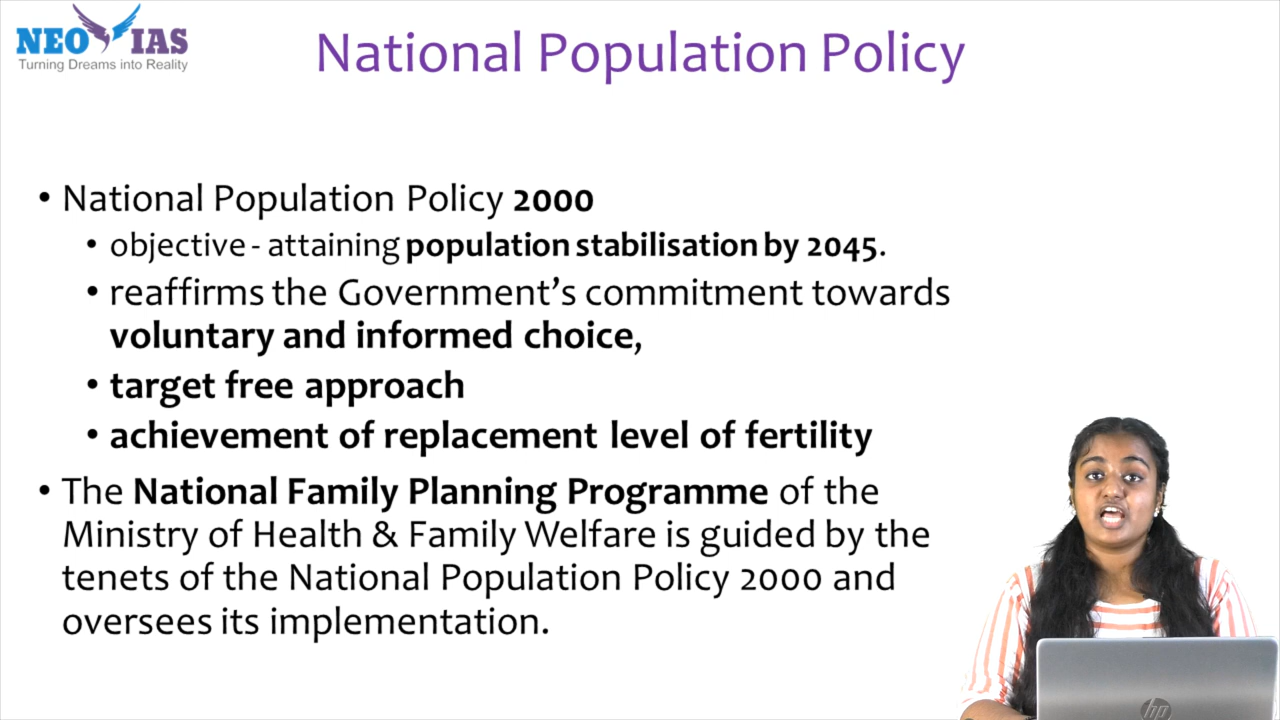 NEO IAS
Turning Dreams into Reality
National Population Policy
• National Population Policy 2000
• objective - attaining population stabilisation by 2045.
• reaffirms the Government’s commitment towards
voluntary and informed choice,
• target free approach
• achievement of replacement level of fertility
• The National Family Planning Programme of the
Ministry of Health & Family Welfare is guided by the
tenets of the National Population Policy 2000 and
oversees its implementation.
hp